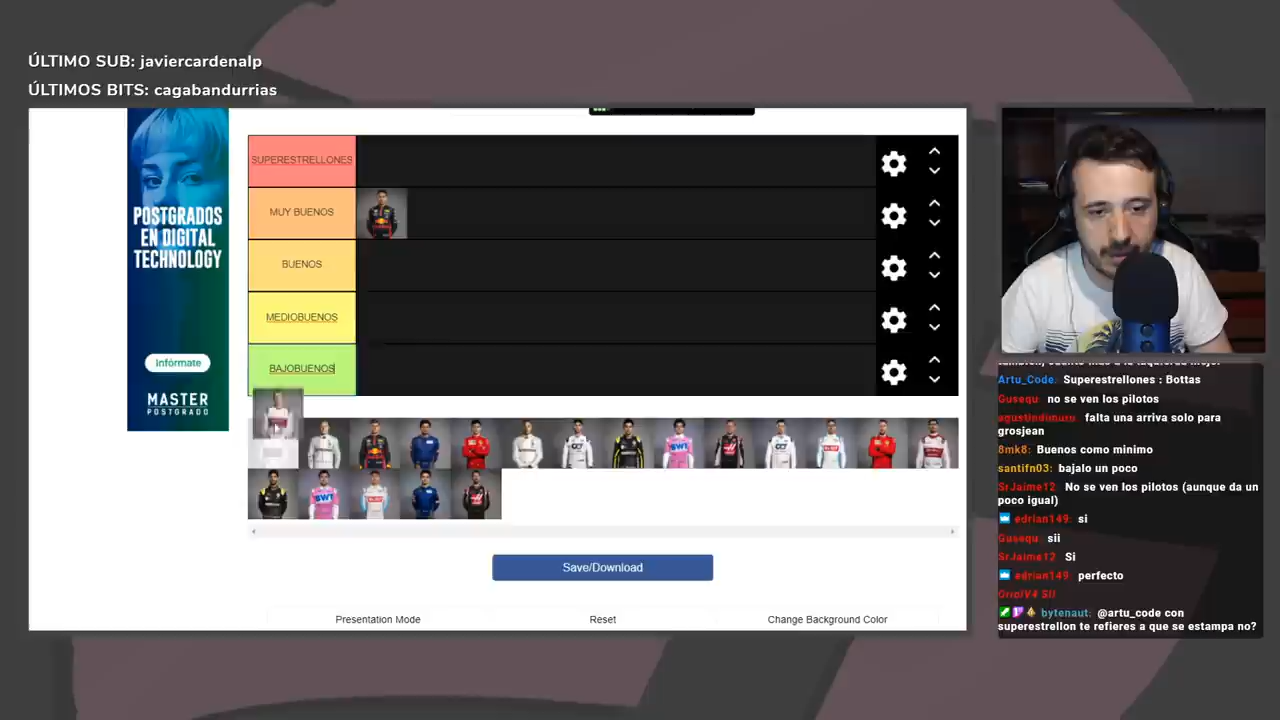 ÚLTIMO SUB: javiercardenalp
ÚLTIMOS BITS: cagabandurrias
POSTGRADOS
EN DIGITAL
TECHNOLOGY
Infórmate
MASTER
POSTGRADO
SUPERESTRELLONES
MUY BUENOS
BUENOS
MEDIOBUENOS
BAJOBUENOS
Save/Download
Presentation Mode
Reset
Change Background Color
Artu_Code: Superestrellones : Bottas
Gusequ: no se ven los pilotos
falta una arriva solo para
grosjean
8mk8: Buenos como minimo
santifn03: bajalo un poco
SrJaime12: No se ven los pilotos (aunque da un
poco igual)
edrian149: si
Gusequ: sii
SrJaime12: Si
edrian149: perfecto
bytenaut: @artu_code con
superestrellon te refieres a que se estampa no?